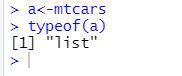 > a<-mtcars
> typeof(a)
[1] "list"
>